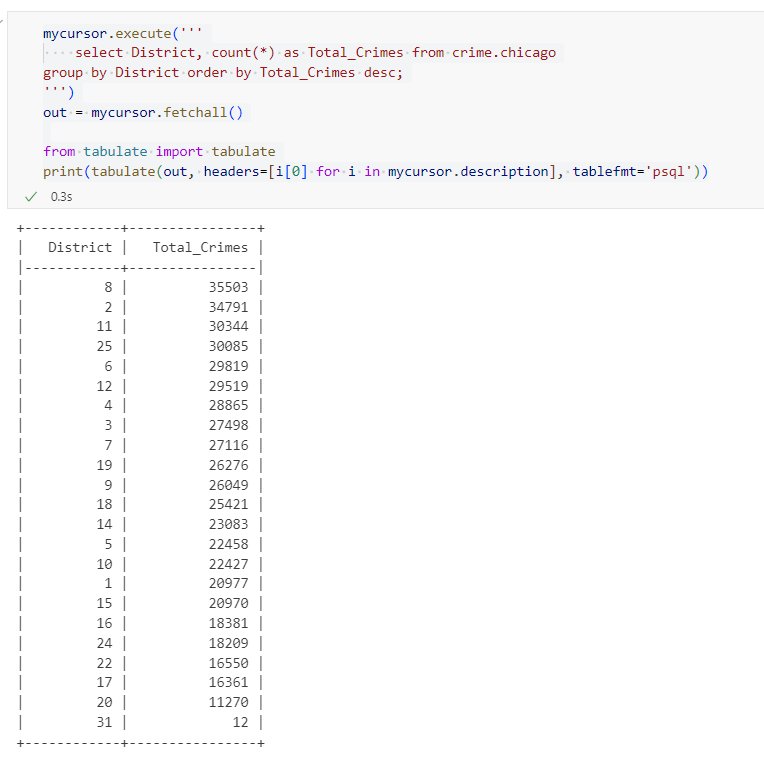 mycursor.execute('''
    select District, count(*) as Total_Crimes from crime.chicago
group by District order by Total_Crimes desc;
''')
out = mycursor.fetchall()

from tabulate import tabulate
print(tabulate(out, headers=[i[0] for i in mycursor.description], tablefmt='psql'))
✓ 0.3s
+------------+----------------+
|   District |   Total_Crimes |
|------------+----------------|
|          8 |          35503 |
|          2 |          34791 |
|         11 |          30344 |
|         25 |          30085 |
|          6 |          29819 |
|         12 |          29519 |
|          4 |          28865 |
|          3 |          27498 |
|          7 |          27116 |
|         19 |          26276 |
|          9 |          26049 |
|         18 |          25421 |
|         14 |          23083 |
|          5 |          22458 |
|         10 |          22427 |
|          1 |          20977 |
|         15 |          20970 |
|         16 |          18381 |
|         24 |          18209 |
|         22 |          16550 |
|         17 |          16361 |
|         20 |          11270 |
|         31 |             12 |
+------------+----------------+